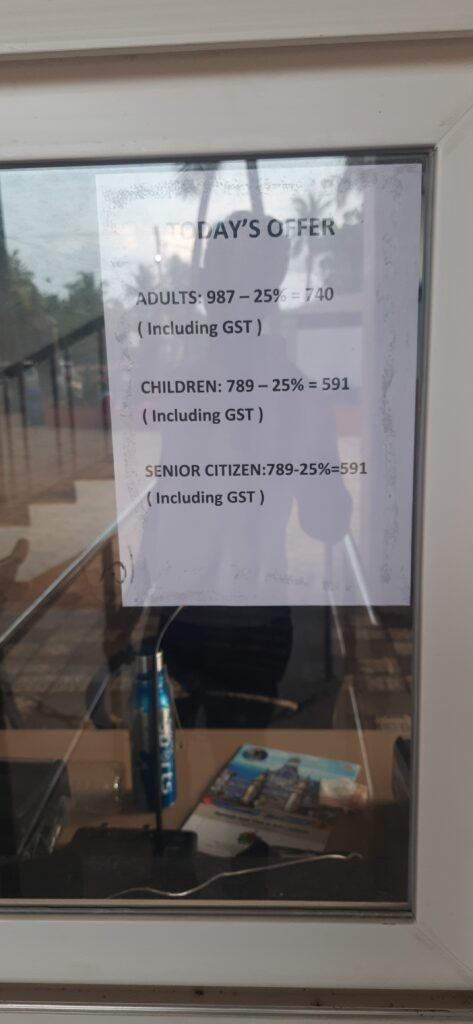 TODAY'S OFFER
ADULTS: 987 – 25% = 740
( Including GST )
CHILDREN: 789 – 25% = 591
( Including GST )
SENIOR CITIZEN:789-25%=591
( Including GST )